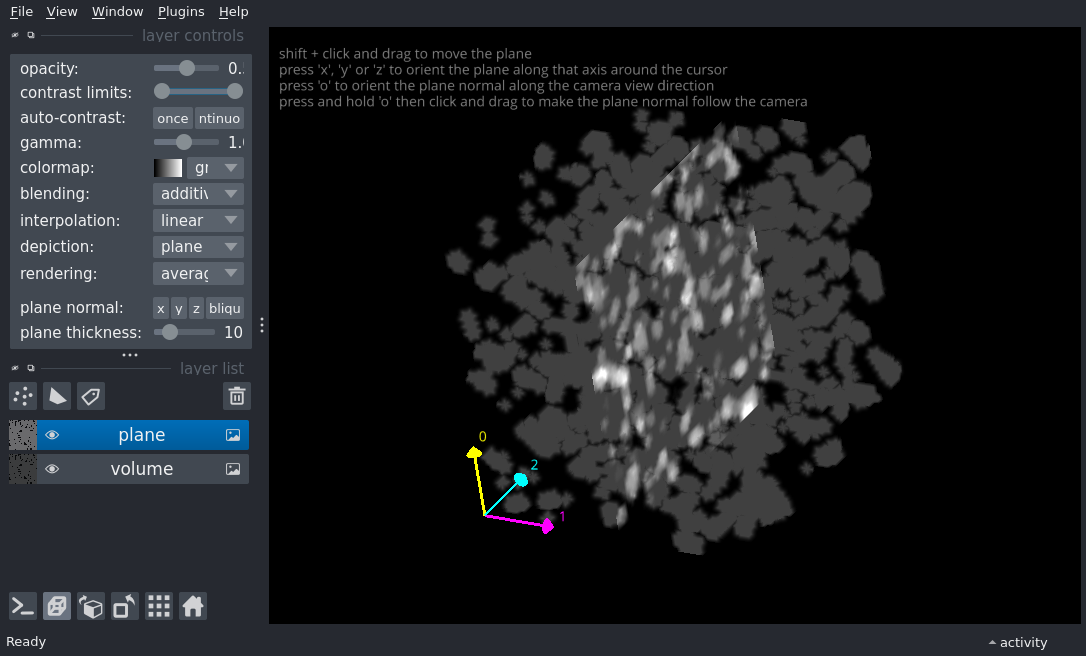 File View Window Plugins Help
layer controls
opacity: 0.
contrast limits:
auto-contrast: once ntinuo
gamma: 1.
colormap: gr
blending: additiv
interpolation: linear
depiction: plane
rendering: averag
plane normal: x y z bliqu
plane thickness: 10
layer list
plane
volume
shift + click and drag to move the plane
press 'x', 'y' or 'z' to orient the plane along that axis around the cursor
press 'o' to orient the plane normal along the camera view direction
press and hold 'o' then click and drag to make the plane normal follow the camera
0
2
1
Ready
activity